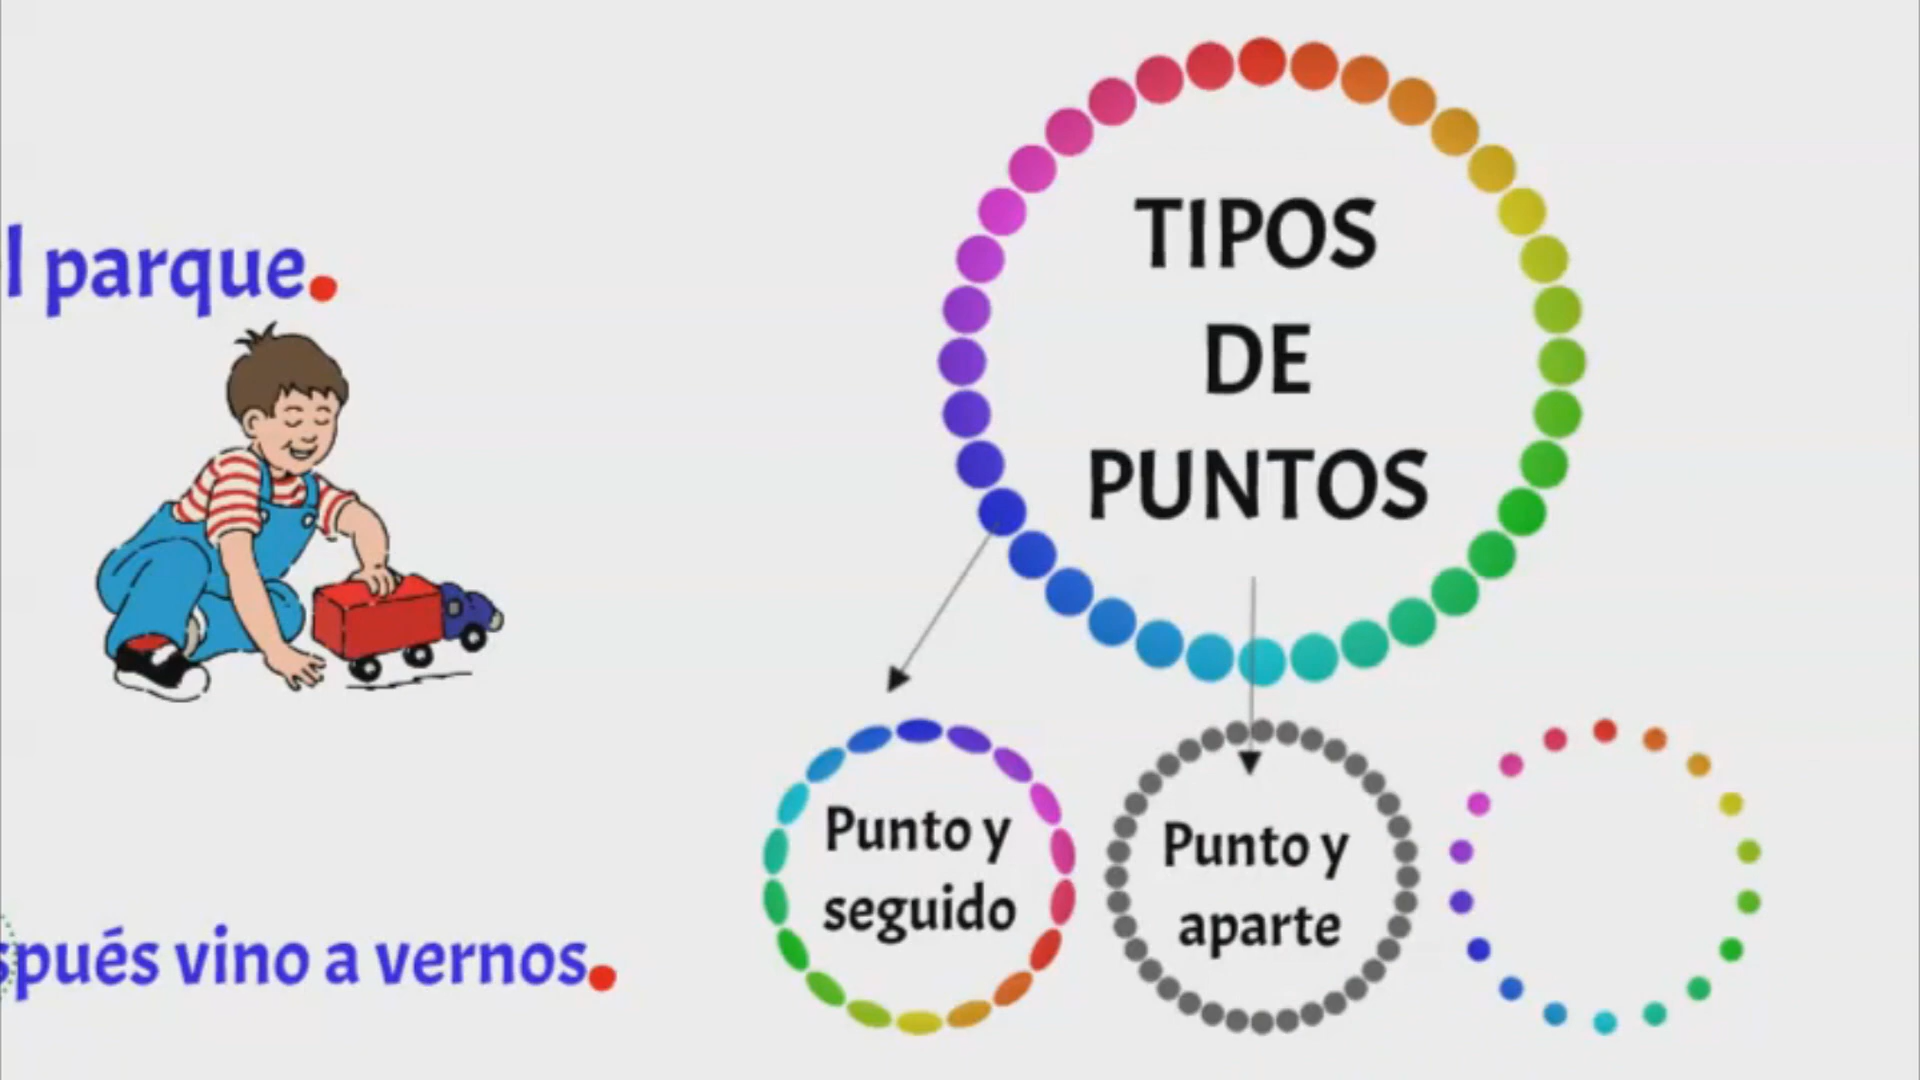 l parque.
spués vino a vernos.
TIPOS
DE
PUNTOS
Punto y
seguido
Punto y
aparte